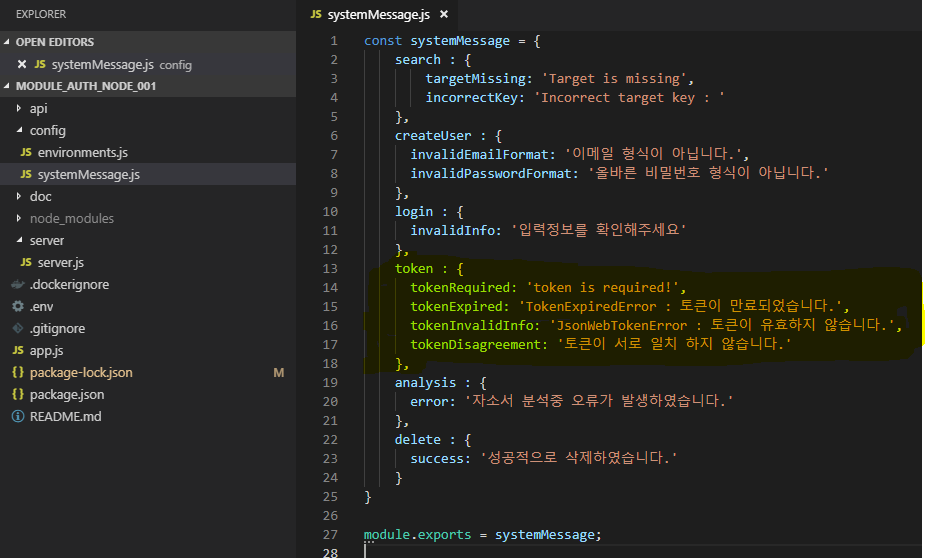 EXPLORER
OPEN EDITORS
JS systemMessage.js config
MODULE_AUTH_NODE_001
api
config
JS environments.js
JS systemMessage.js
doc
node_modules
server
JS server.js
.dockerignore
.env
.gitignore
JS app.js
{} package-lock.json M
{} package.json
README.md
JS systemMessage.js ×
1 const systemMessage = {
2 search : {
3 targetMissing: 'Target is missing',
4 incorrectKey: 'Incorrect target key : '
5 },
6 createUser : {
7 invalidEmailFormat: '이메일 형식이 아닙니다.',
8 invalidPasswordFormat: '올바른 비밀번호 형식이 아닙니다.'
9 },
10 login : {
11 invalidInfo: '입력정보를 확인해주세요'
12 },
13 token : {
14 tokenRequired: 'token is required!',
15 tokenExpired: 'TokenExpiredError : 토큰이 만료되었습니다.',
16 tokenInvalidInfo: 'JsonWebTokenError : 토큰이 유효하지 않습니다.',
17 tokenDisagreement: '토큰이 서로 일치 하지 않습니다.'
18 },
19 analysis : {
20 error: '자소서 분석중 오류가 발생하였습니다.'
21 },
22 delete : {
23 success: '성공적으로 삭제하였습니다.'
24 }
25 }
26
27 module.exports = systemMessage;
28